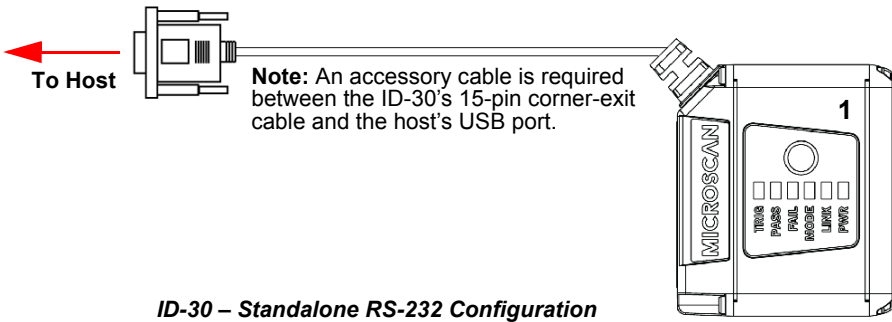 To Host
Note: An accessory cable is required
between the ID-30's 15-pin corner-exit
cable and the host's USB port.
1
MICROSCAN
TRIG
PASS
FAIL
MODE
LINK
PWR
ID-30 – Standalone RS-232 Configuration